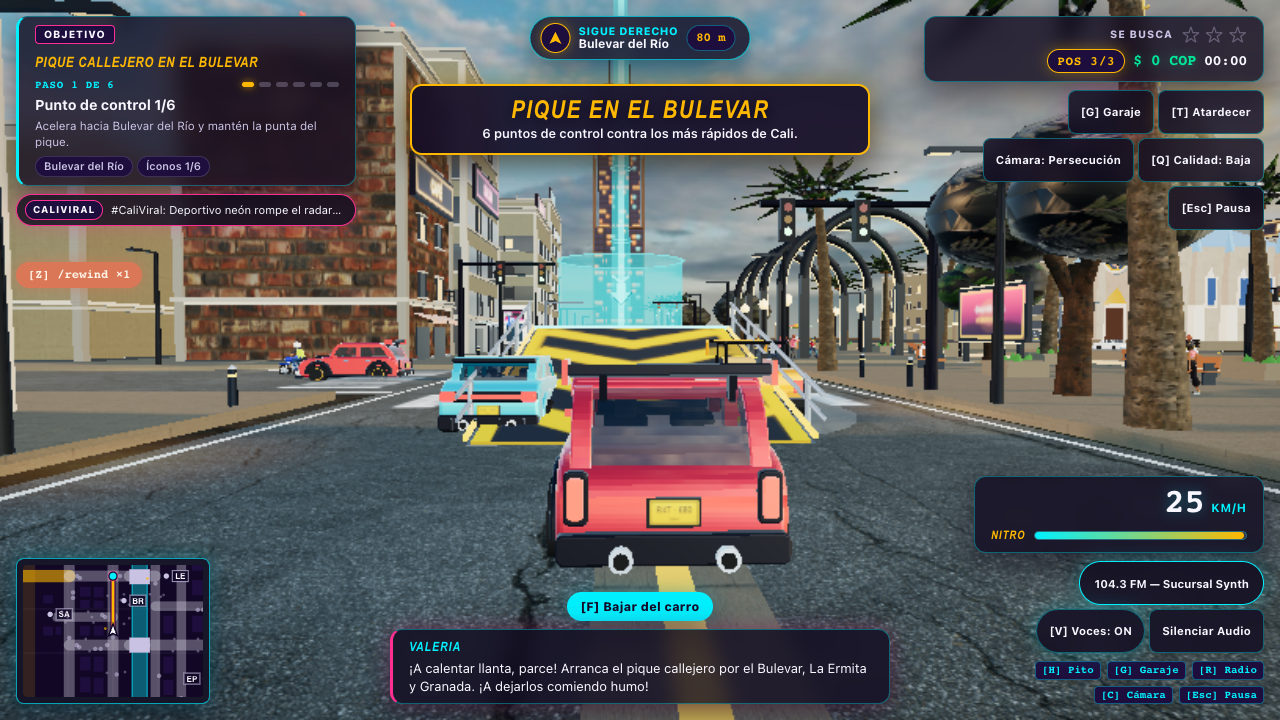 OBJETIVO
PIQUE CALLEJERO EN EL BULEVAR
PASO 1 DE 6
Punto de control 1/6
Acelera hacia Bulevar del Río y mantén la punta del
pique.
Bulevar del Río
Íconos 1/6
CALIVIRAL
#CaliViral: Deportivo neón rompe el radar...
[Z] /rewind ×1
SIGUE DERECHO
Bulevar del Río
80 m
PIQUE EN EL BULEVAR
6 puntos de control contra los más rápidos de Cali.
SE BUSCA
POS 3/3
$ 0 COP
00:00
[G] Garaje
[T] Atardecer
Cámara: Persecución
[Q] Calidad: Baja
[Esc] Pausa
25 KM/H
NITRO
104.3 FM — Sucursal Synth
[V] Voces: ON
Silenciar Audio
[H] Pito
[G] Garaje
[R] Radio
[C] Cámara
[Esc] Pausa
LE
BR
SA
EP
[F] Bajar del carro
VALERIA
¡A calentar llanta, parce! Arranca el pique callejero por el Bulevar, La Ermita
y Granada. ¡A dejarlos comiendo humo!